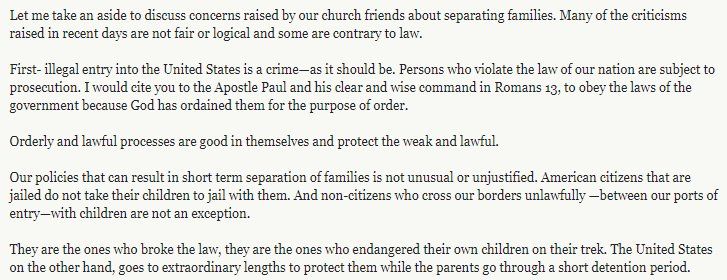 Let me take an aside to discuss concerns raised by our church friends about separating families. Many of the criticisms
raised in recent days are not fair or logical and some are contrary to law.
First- illegal entry into the United States is a crime—as it should be. Persons who violate the law of our nation are subject to
prosecution. I would cite you to the Apostle Paul and his clear and wise command in Romans 13, to obey the laws of the
government because God has ordained them for the purpose of order.
Orderly and lawful processes are good in themselves and protect the weak and lawful.
Our policies that can result in short term separation of families is not unusual or unjustified. American citizens that are
jailed do not take their children to jail with them. And non-citizens who cross our borders unlawfully —between our ports of
entry—with children are not an exception.
They are the ones who broke the law, they are the ones who endangered their own children on their trek. The United States
on the other hand, goes to extraordinary lengths to protect them while the parents go through a short detention period.